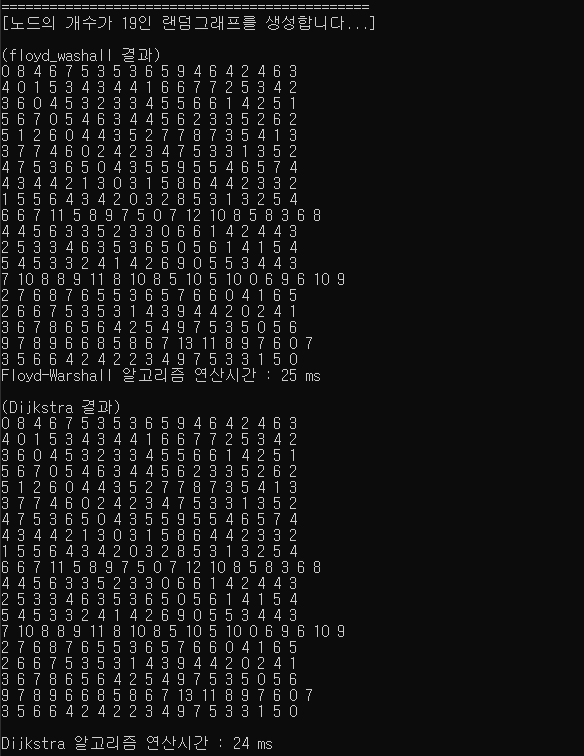 ==============================================
[노드의 개수가 19인 랜덤그래프를 생성합니다...]
(floyd_washall 결과)
0 8 4 6 7 5 3 5 3 6 5 9 4 6 4 2 4 6 3
4 0 1 5 3 4 3 4 4 1 6 6 7 7 2 5 3 4 2
3 6 0 4 5 3 2 3 3 4 5 5 6 6 1 4 2 5 1
5 6 7 0 5 4 6 3 4 4 5 6 2 3 3 5 2 6 2
5 1 2 6 0 4 4 3 5 2 7 7 8 7 3 5 4 1 3
3 7 7 4 6 0 2 4 2 3 4 7 5 3 3 1 3 5 2
4 7 5 3 6 5 0 4 3 5 5 9 5 5 4 6 5 7 4
4 3 4 4 2 1 3 0 3 1 5 8 6 4 4 2 3 3 2
1 5 5 6 4 3 4 2 0 3 2 8 5 3 1 3 2 5 4
6 6 7 11 5 8 9 7 5 0 7 12 10 8 5 8 3 6 8
4 4 5 6 3 3 5 2 3 3 0 6 6 1 4 2 4 4 3
2 5 3 3 4 6 3 5 3 6 5 0 5 6 1 4 1 5 4
5 4 5 3 3 2 4 1 4 2 6 9 0 5 5 3 4 4 3
7 10 8 8 9 11 8 10 8 5 10 5 10 0 6 9 6 10 9
2 7 6 8 7 6 5 5 3 6 5 7 6 6 0 4 1 6 5
2 6 6 7 5 3 5 3 1 4 3 9 4 4 2 0 2 4 1
3 6 7 8 6 5 6 4 2 5 4 9 7 5 3 5 0 5 6
9 7 8 9 6 6 8 5 8 6 7 13 11 8 9 7 6 0 7
3 5 6 6 4 2 4 2 2 3 4 9 7 5 3 3 1 5 0
Floyd-Warshall 알고리즘 연산시간 : 25 ms
(Dijkstra 결과)
0 8 4 6 7 5 3 5 3 6 5 9 4 6 4 2 4 6 3
4 0 1 5 3 4 3 4 4 1 6 6 7 7 2 5 3 4 2
3 6 0 4 5 3 2 3 3 4 5 5 6 6 1 4 2 5 1
5 6 7 0 5 4 6 3 4 4 5 6 2 3 3 5 2 6 2
5 1 2 6 0 4 4 3 5 2 7 7 8 7 3 5 4 1 3
3 7 7 4 6 0 2 4 2 3 4 7 5 3 3 1 3 5 2
4 7 5 3 6 5 0 4 3 5 5 9 5 5 4 6 5 7 4
4 3 4 4 2 1 3 0 3 1 5 8 6 4 4 2 3 3 2
1 5 5 6 4 3 4 2 0 3 2 8 5 3 1 3 2 5 4
6 6 7 11 5 8 9 7 5 0 7 12 10 8 5 8 3 6 8
4 4 5 6 3 3 5 2 3 3 0 6 6 1 4 2 4 4 3
2 5 3 3 4 6 3 5 3 6 5 0 5 6 1 4 1 5 4
5 4 5 3 3 2 4 1 4 2 6 9 0 5 5 3 4 4 3
7 10 8 8 9 11 8 10 8 5 10 5 10 0 6 9 6 10 9
2 7 6 8 7 6 5 5 3 6 5 7 6 6 0 4 1 6 5
2 6 6 7 5 3 5 3 1 4 3 9 4 4 2 0 2 4 1
3 6 7 8 6 5 6 4 2 5 4 9 7 5 3 5 0 5 6
9 7 8 9 6 6 8 5 8 6 7 13 11 8 9 7 6 0 7
3 5 6 6 4 2 4 2 2 3 4 9 7 5 3 3 1 5 0
Dijkstra 알고리즘 연산시간 : 24 ms